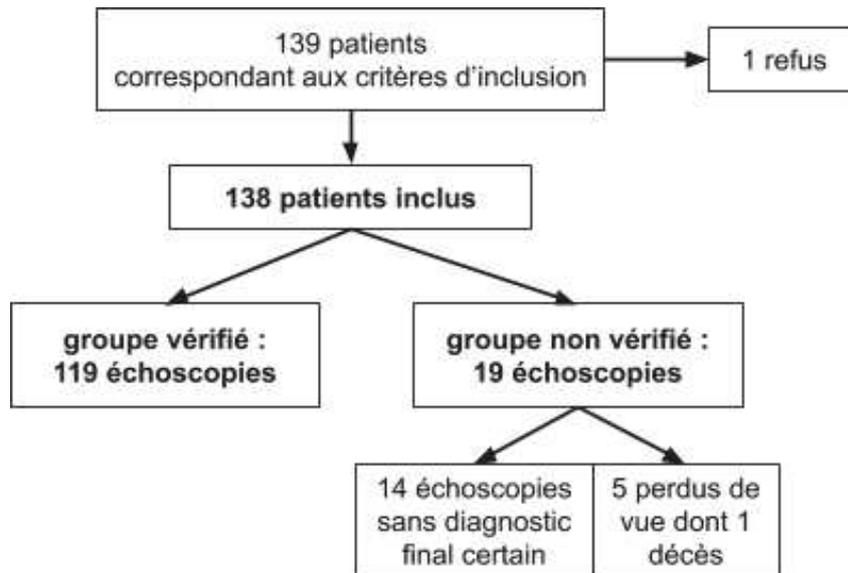 139 patients
correspondant aux critères d'inclusion
1 refus
138 patients inclus
groupe vérifié :
119 échoscopies
groupe non vérifié :
19 échoscopies
14 échoscopies
sans diagnostic
final certain
5 perdus de
vue dont 1
décès